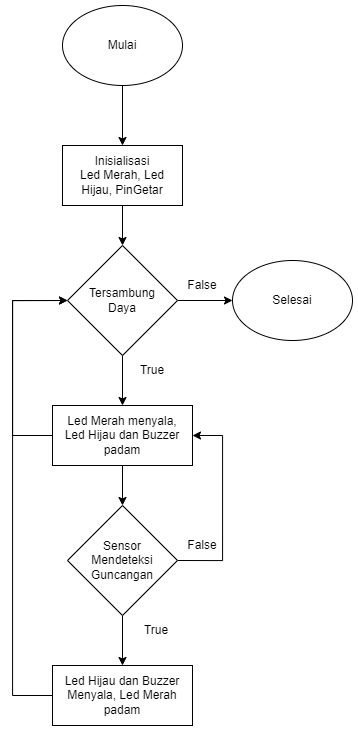 Mulai
Inisialisasi
Led Merah, Led
Hijau, PinGetar
Tersambung
Daya
False
Selesai
True
Led Merah menyala,
Led Hijau dan Buzzer
padam
Sensor
Mendeteksi
Guncangan
False
True
Led Hijau dan Buzzer
Menyala, Led Merah
padam